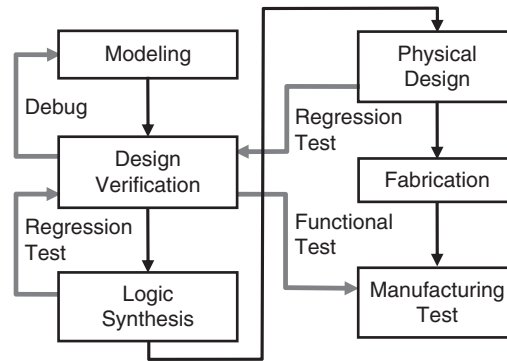 Modeling
Debug
Design
Verification
Regression
Test
Logic
Synthesis
Physical
Design
Regression
Test
Fabrication
Functional
Test
Manufacturing
Test